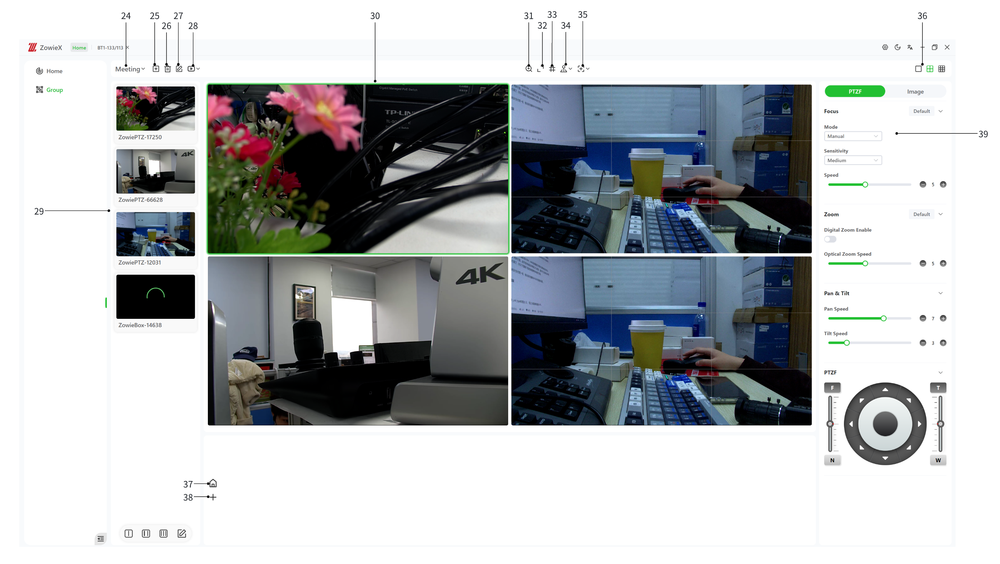 24
25
27
30
31
33
35
36
26
28
32
34
ZowieX
Home
BT1-133/113
Home
Group
Meeting
ZowiePTZ-17250
ZowiePTZ-66628
ZowiePTZ-12031
ZowieBox-14638
29
Gigabit Managed PoE Switch
TP-LIN
TL-SG
E
Switch
4K
4K
PTZF
Image
Focus
Default
Mode
Manual
39
Sensitivity
Medium
Speed
5
Zoom
Default
Digital Zoom Enable
Optical Zoom Speed
5
Pan & Tilt
Pan Speed
7
Tilt Speed
3
PTZF
F
T
N
W
37
38